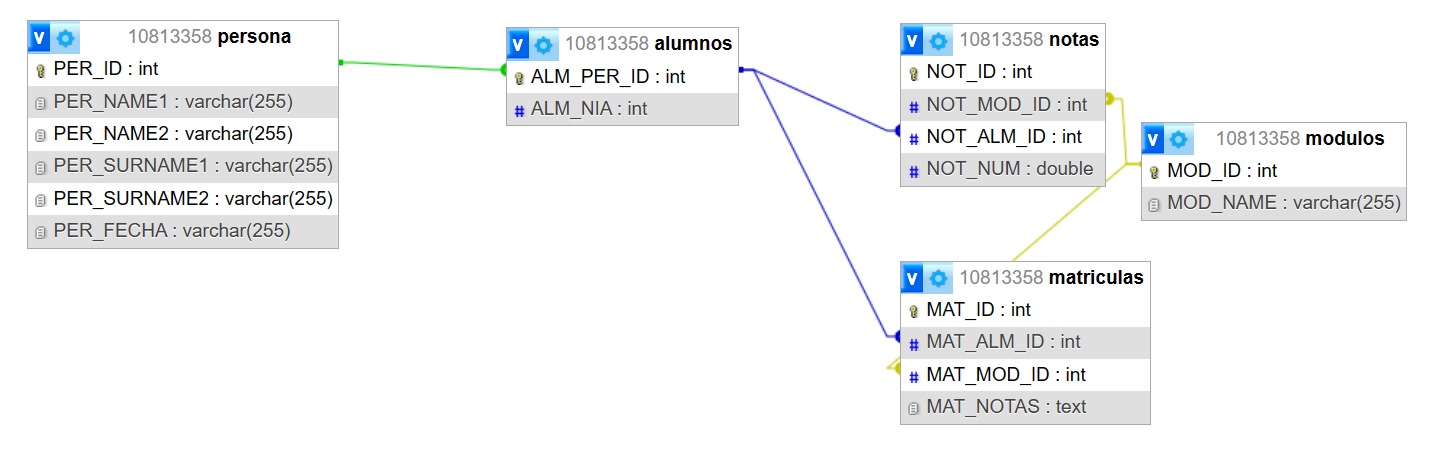 v 10813358 persona
PER_ID : int
PER_NAME1 : varchar(255)
PER_NAME2 : varchar(255)
PER_SURNAME1 : varchar(255)
PER_SURNAME2 : varchar(255)
PER_FECHA : varchar(255)
v 10813358 alumnos
ALM_PER_ID : int
# ALM_NIA : int
v 10813358 notas
NOT_ID : int
# NOT_MOD_ID : int
# NOT_ALM_ID : int
# NOT_NUM : double
v 10813358 modulos
MOD_ID : int
MOD_NAME : varchar(255)
v 10813358 matriculas
MAT_ID : int
# MAT_ALM_ID : int
# MAT_MOD_ID : int
MAT_NOTAS : text